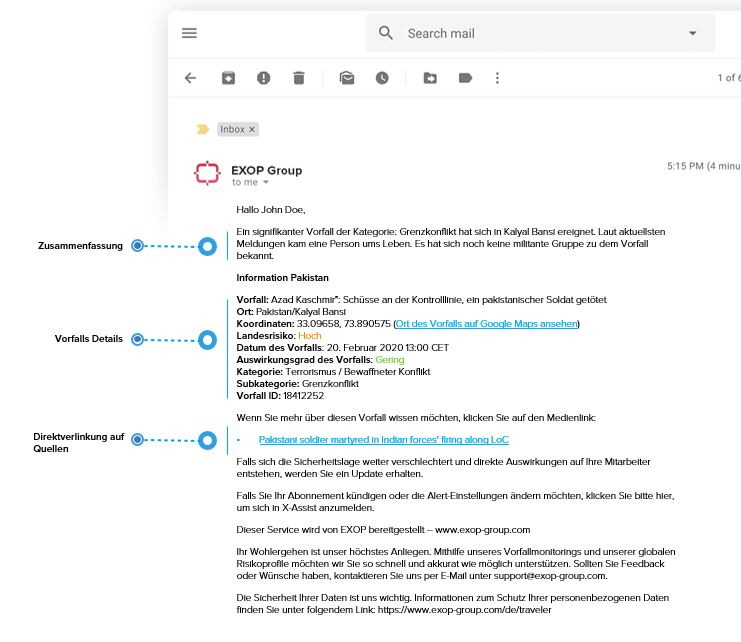 Search mail
1 of 6
Inbox ×
EXOP Group
5:15 PM (4 minu
to me
Hallo John Doe,
Zusammenfassung
Ein signifikanter Vorfall der Kategorie: Grenzkonflikt hat sich in Kalyal Bansi ereignet. Laut aktuellsten
Meldungen kam eine Person ums Leben. Es hat sich noch keine militante Gruppe zu dem Vorfall
bekannt.
Information Pakistan
Vorfalls Details
Vorfall: Azad Kaschmir": Schüsse an der Kontrolllinie, ein pakistanischer Soldat getötet
Ort: Pakistan/Kalyal Bansi
Koordinaten: 33.09658, 73.890575 (Ort des Vorfalls auf Google Maps ansehen)
Landesrisiko: Hoch
Datum des Vorfalls: 20. Februar 2020 13:00 CET
Auswirkungsgrad des Vorfalls: Gering
Kategorie: Terrorismus / Bewaffneter Konflikt
Subkategorie: Grenzkonflikt
Vorfall ID: 18412252
Wenn Sie mehr über diesen Vorfall wissen möchten, klicken Sie auf den Medienlink:
Direktverlinkung auf
Quellen
• Pakistani soldier martyred in Indian forces' firing along LoC
Falls sich die Sicherheitslage weiter verschlechtert und direkte Auswirkungen auf Ihre Mitarbeiter
entstehen, werden Sie ein Update erhalten.
Falls Sie Ihr Abonnement kündigen oder die Alert-Einstellungen ändern möchten, klicken Sie bitte hier,
um sich in X-Assist anzumelden.
Dieser Service wird von EXOP bereitgestellt – www.exop-group.com
Ihr Wohlergehen ist unser höchstes Anliegen. Mithilfe unseres Vorfallmonitorings und unserer globalen
Risikoprofile möchten wir Sie so schnell und akkurat wie möglich unterstützen. Sollten Sie Feedback
oder Wünsche haben, kontaktieren Sie uns per E-Mail unter support@exop-group.com.
Die Sicherheit Ihrer Daten ist uns wichtig. Informationen zum Schutz Ihrer personenbezogenen Daten
finden Sie unter folgendem Link: https://www.exop-group.com/de/traveler